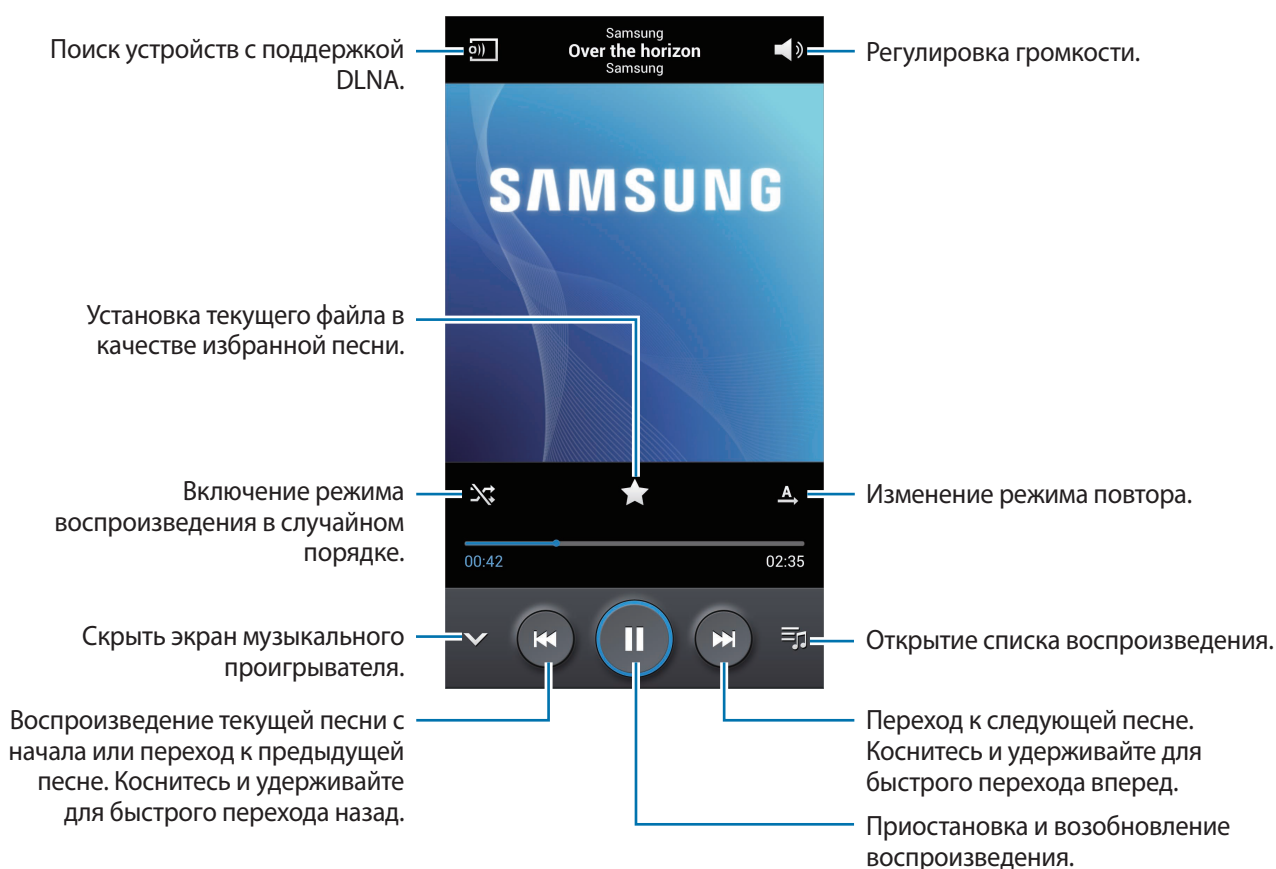 Поиск устройств с поддержкой
DLNA.
Samsung
Over the horizon
Samsung
Регулировка громкости.
SAMSUNG
Установка текущего файла в
качестве избранной песни.
Включение режима
воспроизведения в случайном
порядке.
A
Изменение режима повтора.
00:42
02:35
Скрыть экран музыкального
проигрывателя.
Открытие списка воспроизведения.
Воспроизведение текущей песни с
начала или переход к предыдущей
песне. Коснитесь и удерживайте
для быстрого перехода назад.
Переход к следующей песне.
Коснитесь и удерживайте для
быстрого перехода вперед.
Приостановка и возобновление
воспроизведения.